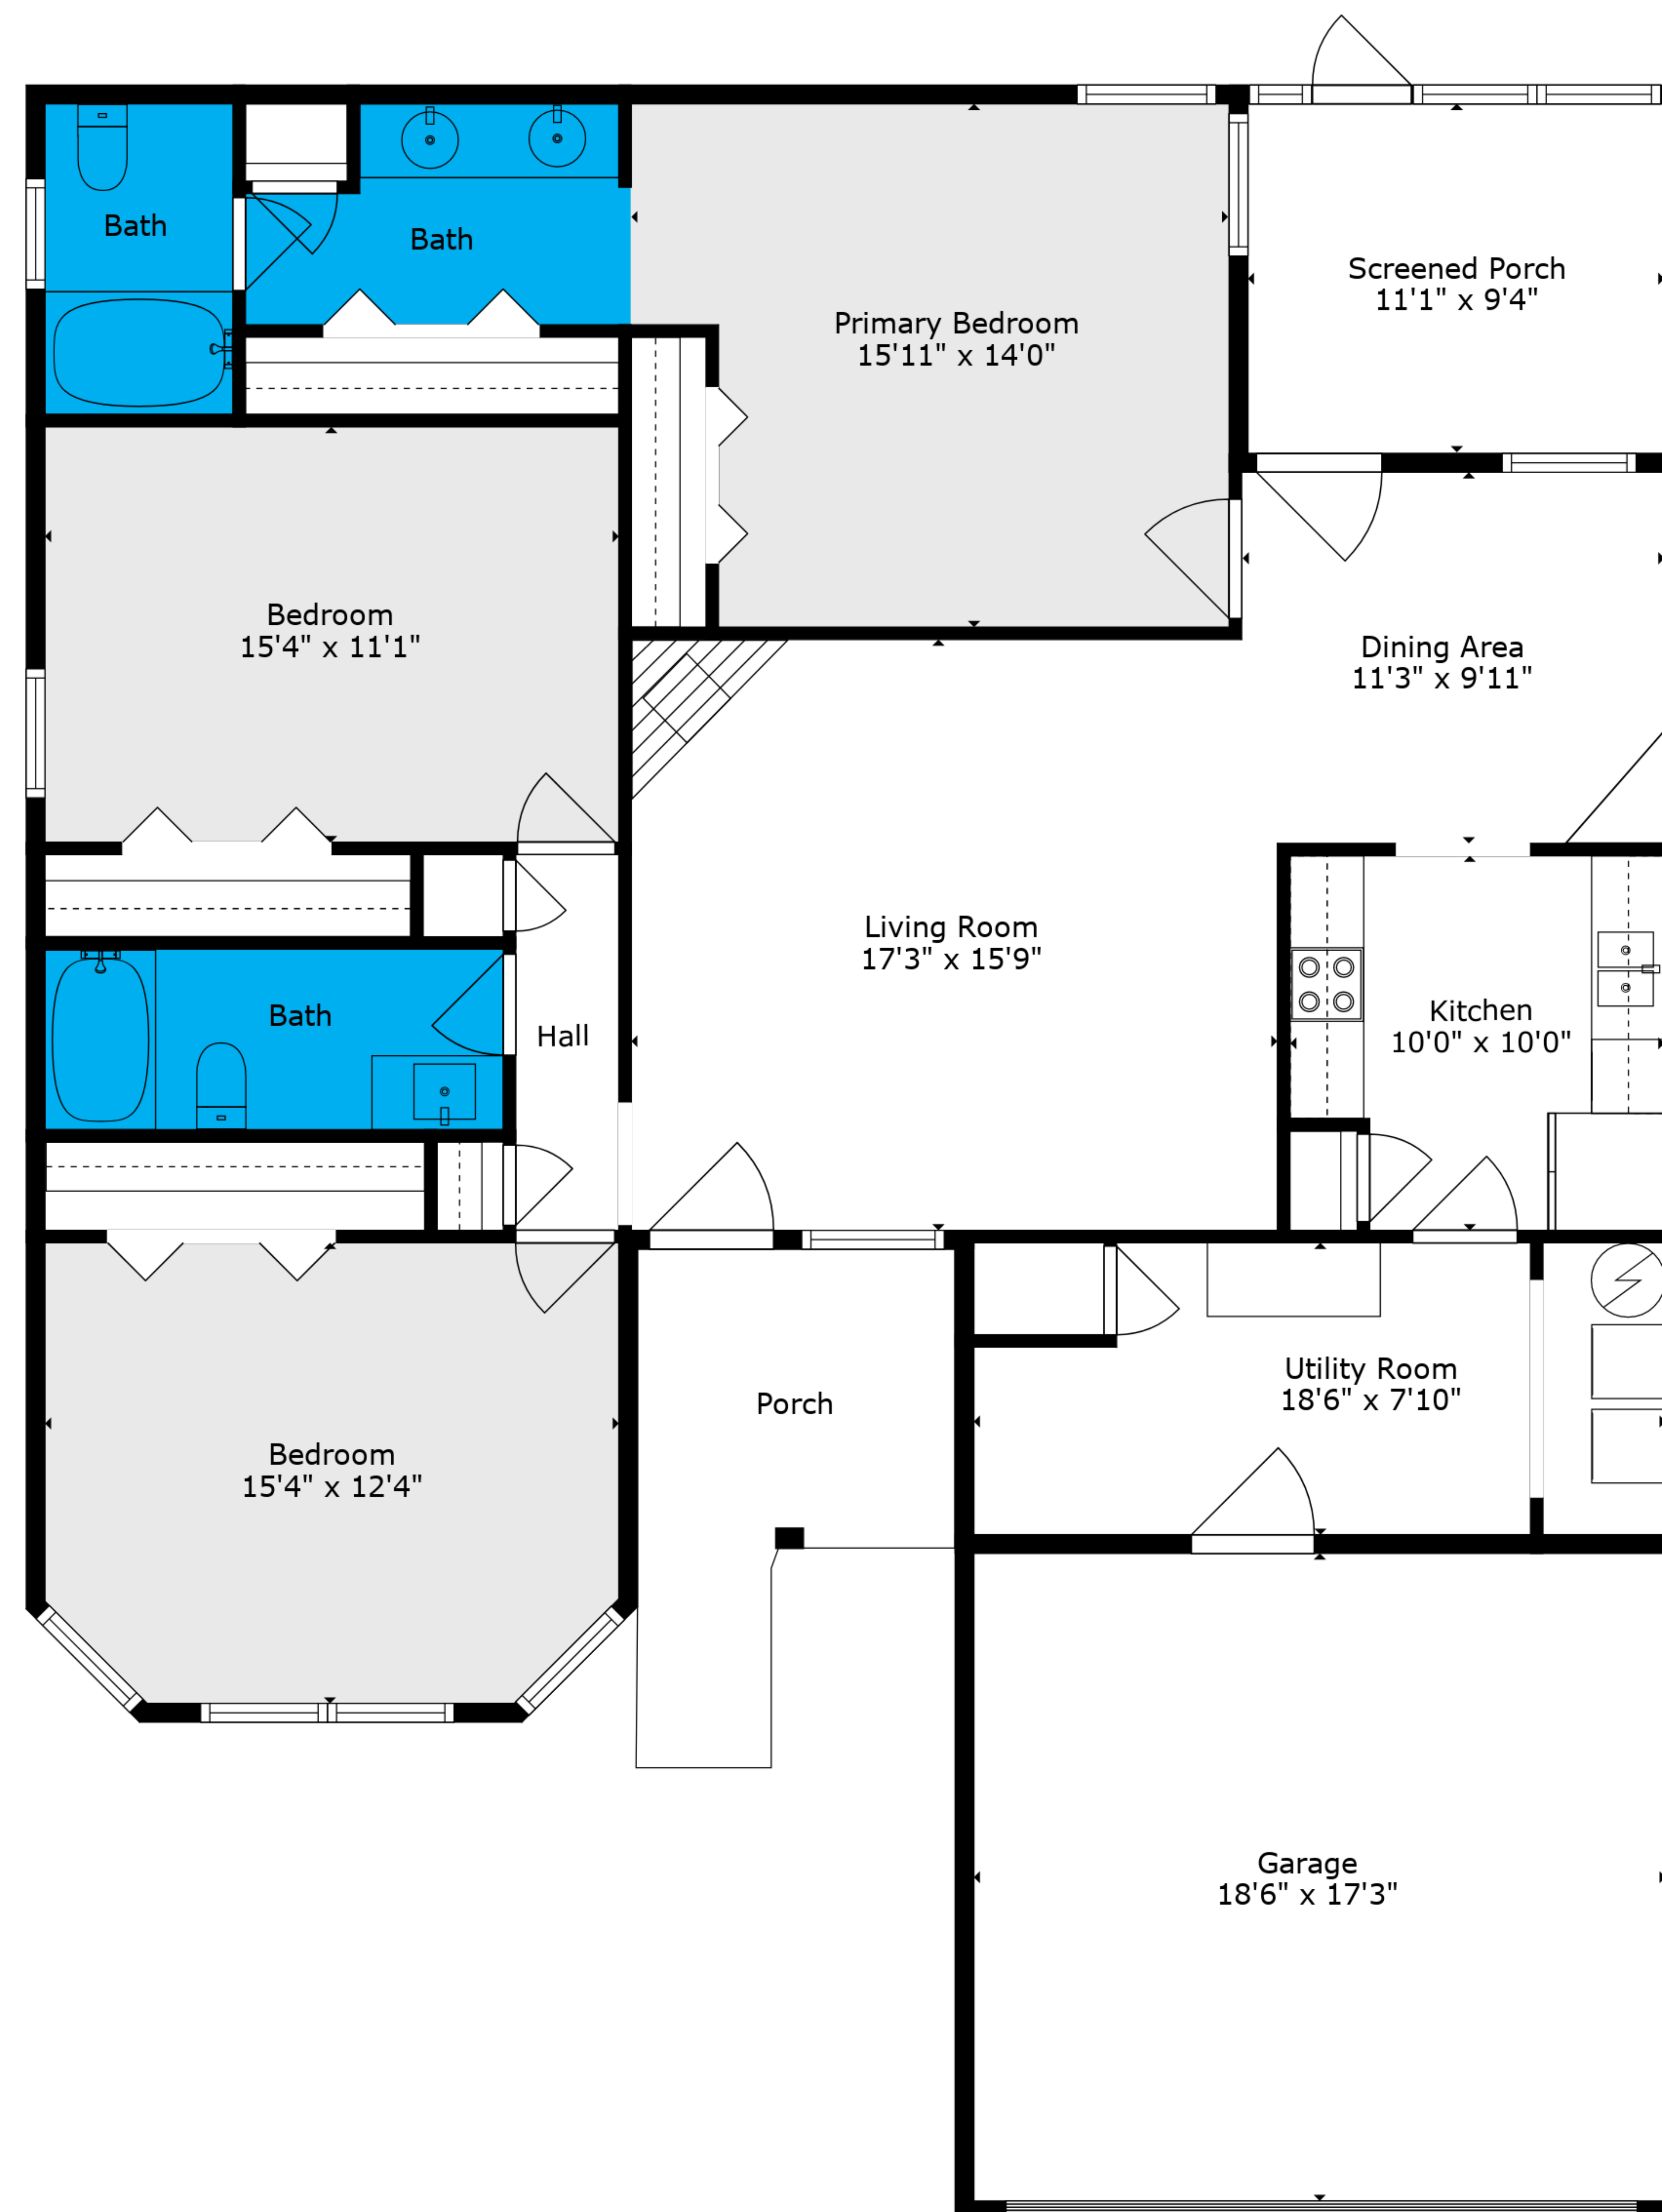 Bath
Bath
Screened Porch
11'1" x 9'4"
Primary Bedroom
15'11" x 14'0"
Bedroom
15'4" x 11'1"
Dining Area
11'3" x 9'11"
Living Room
17'3" x 15'9"
Kitchen
10'0" x 10'0"
Bath
Hall
Utility Room
18'6" x 7'10"
Porch
Bedroom
15'4" x 12'4"
Garage
18'6" x 17'3"